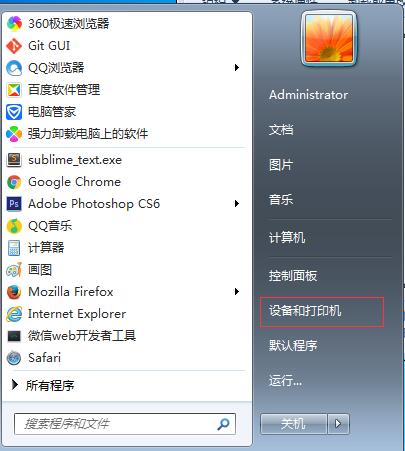 360极速浏览器
Git GUI
QQ浏览器
百度软件管理
电脑管家
强力卸载电脑上的软件
sublime_text.exe
Google Chrome
Adobe Photoshop CS6
QQ音乐
计算器
画图
Mozilla Firefox
Internet Explorer
微信web开发者工具
Safari
所有程序
搜索程序和文件
Administrator
文档
图片
音乐
计算机
控制面板
设备和打印机
默认程序
运行...
关机